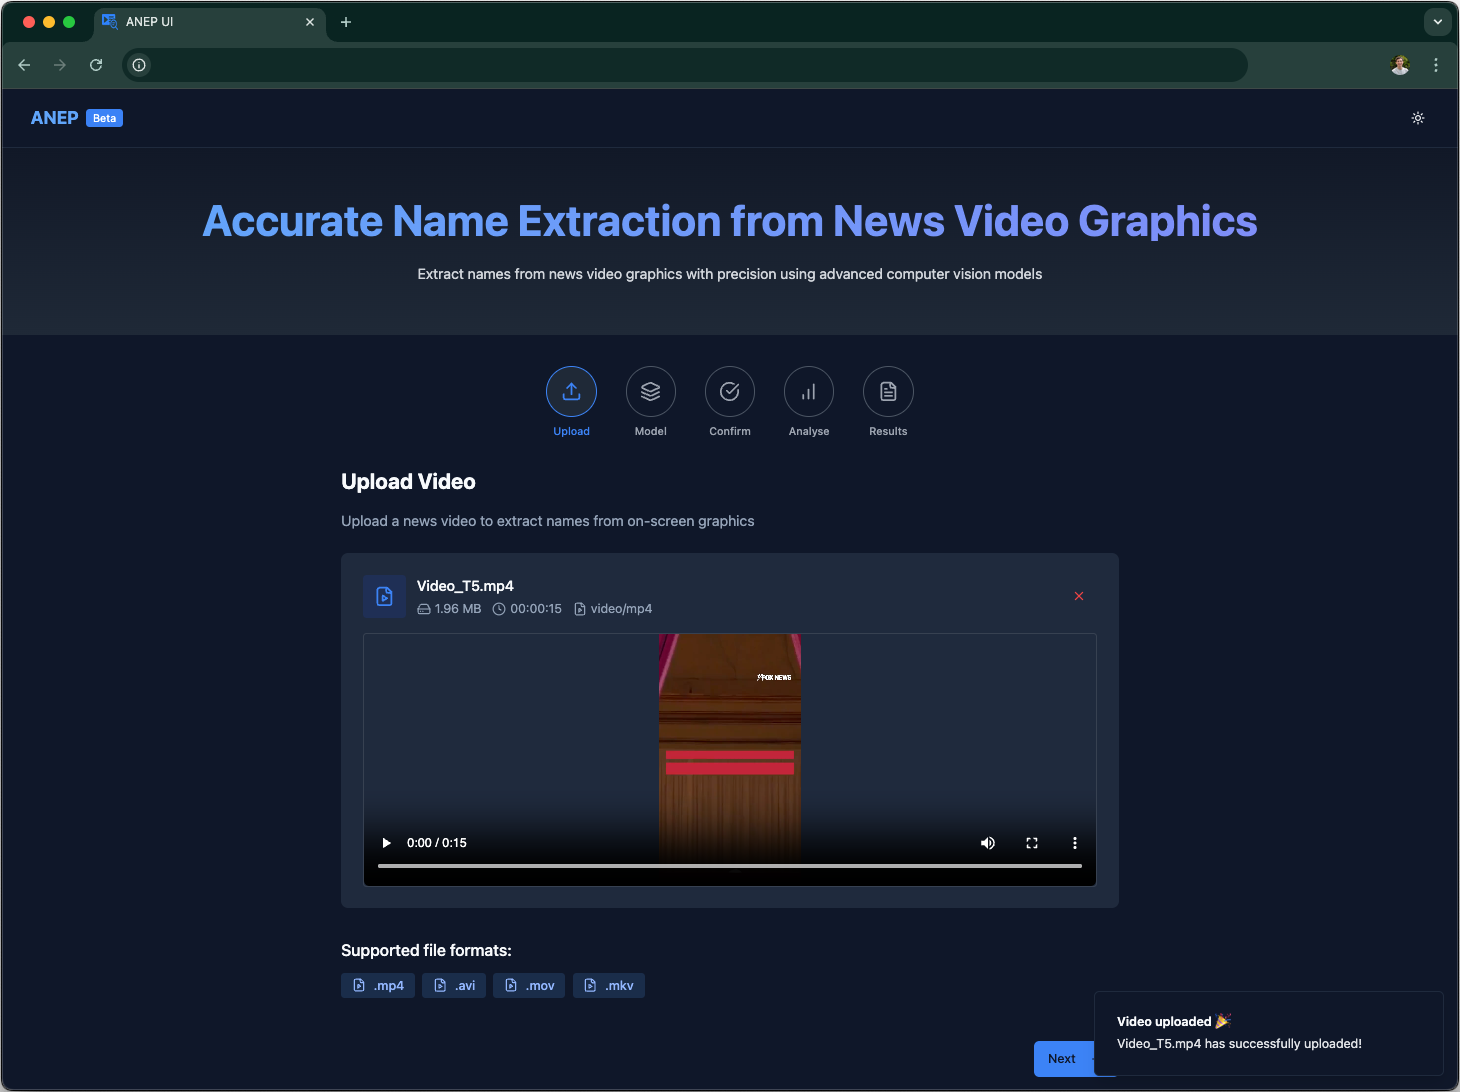 ANEP UI
ANEP Beta
Accurate Name Extraction from News Video Graphics
Extract names from news video graphics with precision using advanced computer vision models
Upload Model Confirm Analyse Results
Upload Video
Upload a news video to extract names from on-screen graphics
Video_T5.mp4
1.96 MB 00:00:15 video/mp4
FOX NEWS
0:00 / 0:15
Supported file formats:
.mp4 .avi .mov .mkv
Video uploaded 🎉
Video_T5.mp4 has successfully uploaded!
Next